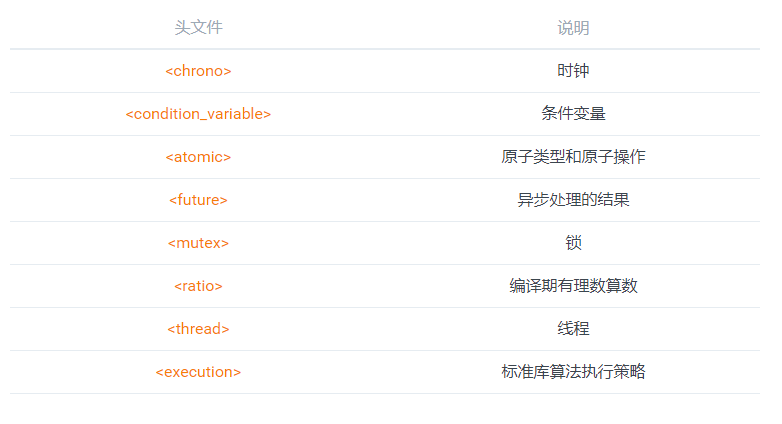 头文件 说明
<chrono> 时钟
<condition_variable> 条件变量
<atomic> 原子类型和原子操作
<future> 异步处理的结果
<mutex> 锁
<ratio> 编译期有理数算数
<thread> 线程
<execution> 标准库算法执行策略